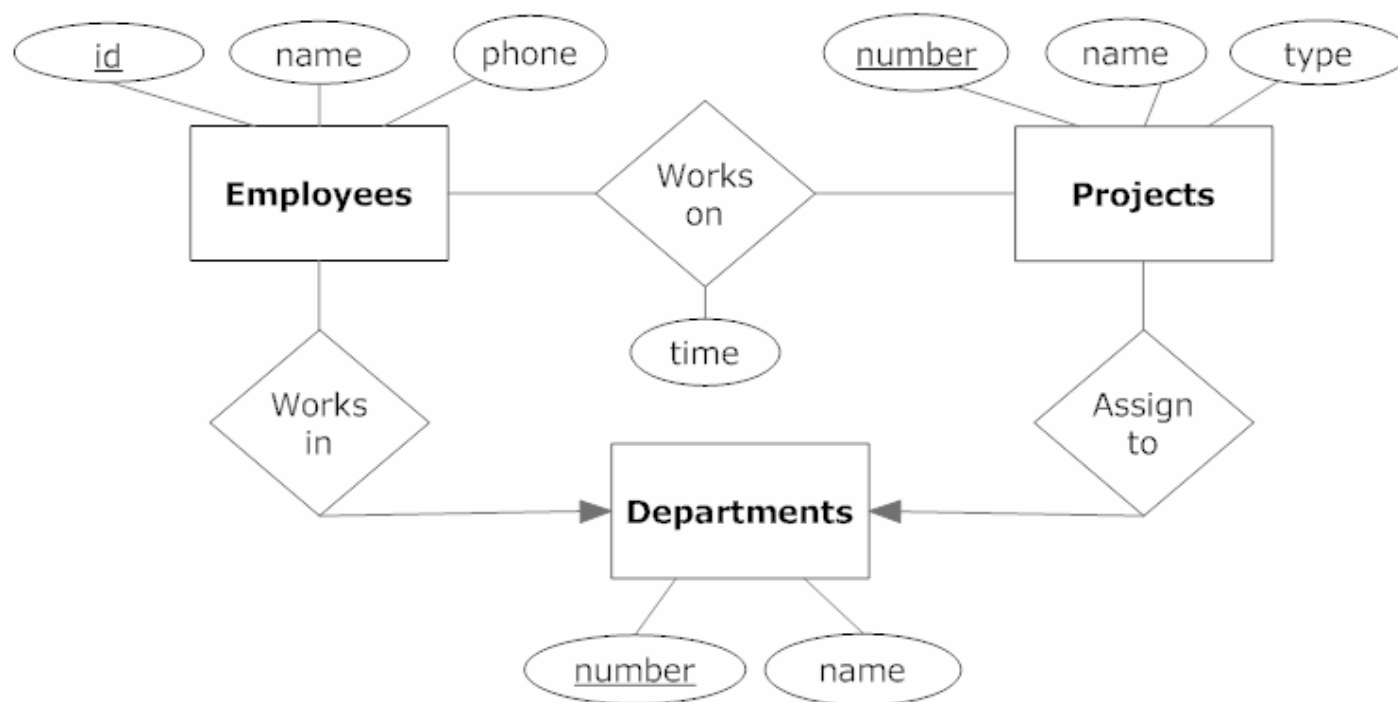 id
name
phone
number
name
type
Employees
Works
on
Projects
time
Works
in
Assign
to
Departments
number
name